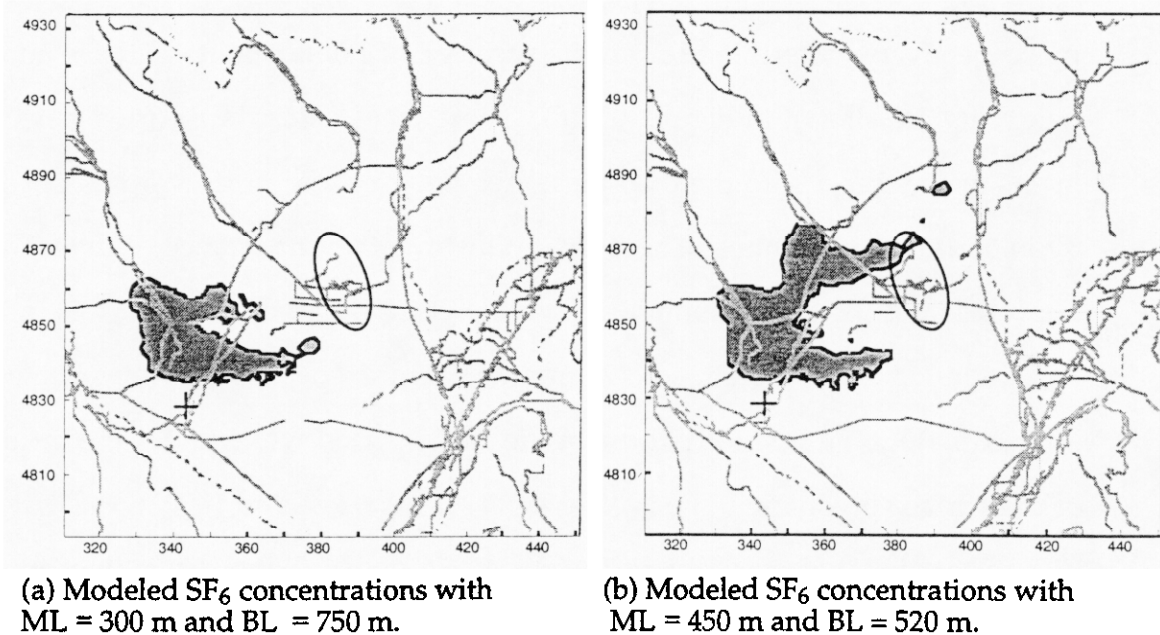 4930
4910
4890
4870
4850
4830
4810
320 340 360 380 400 420 440
4930
4910
4890
4870
4850
4830
4810
320 340 360 380 400 420 440
(a) Modeled SF6 concentrations with
ML = 300 m and BL = 750 m.
(b) Modeled SF6 concentrations with
ML = 450 m and BL = 520 m.